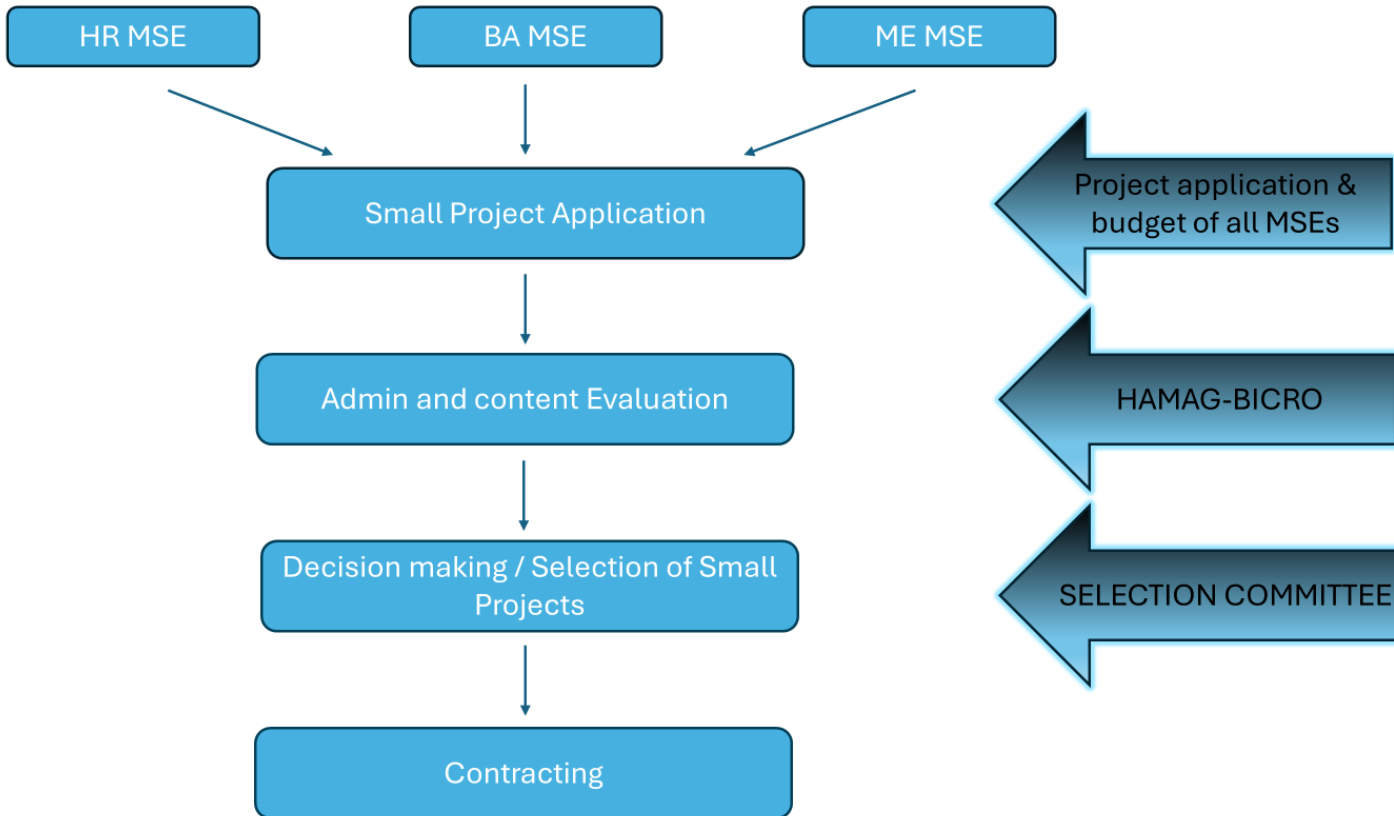 HR MSE
BA MSE
ME MSE
Small Project Application
Project application &
budget of all MSEs
Admin and content Evaluation
HAMAG-BICRO
Decision making / Selection of Small
Projects
SELECTION COMMITTEE
Contracting